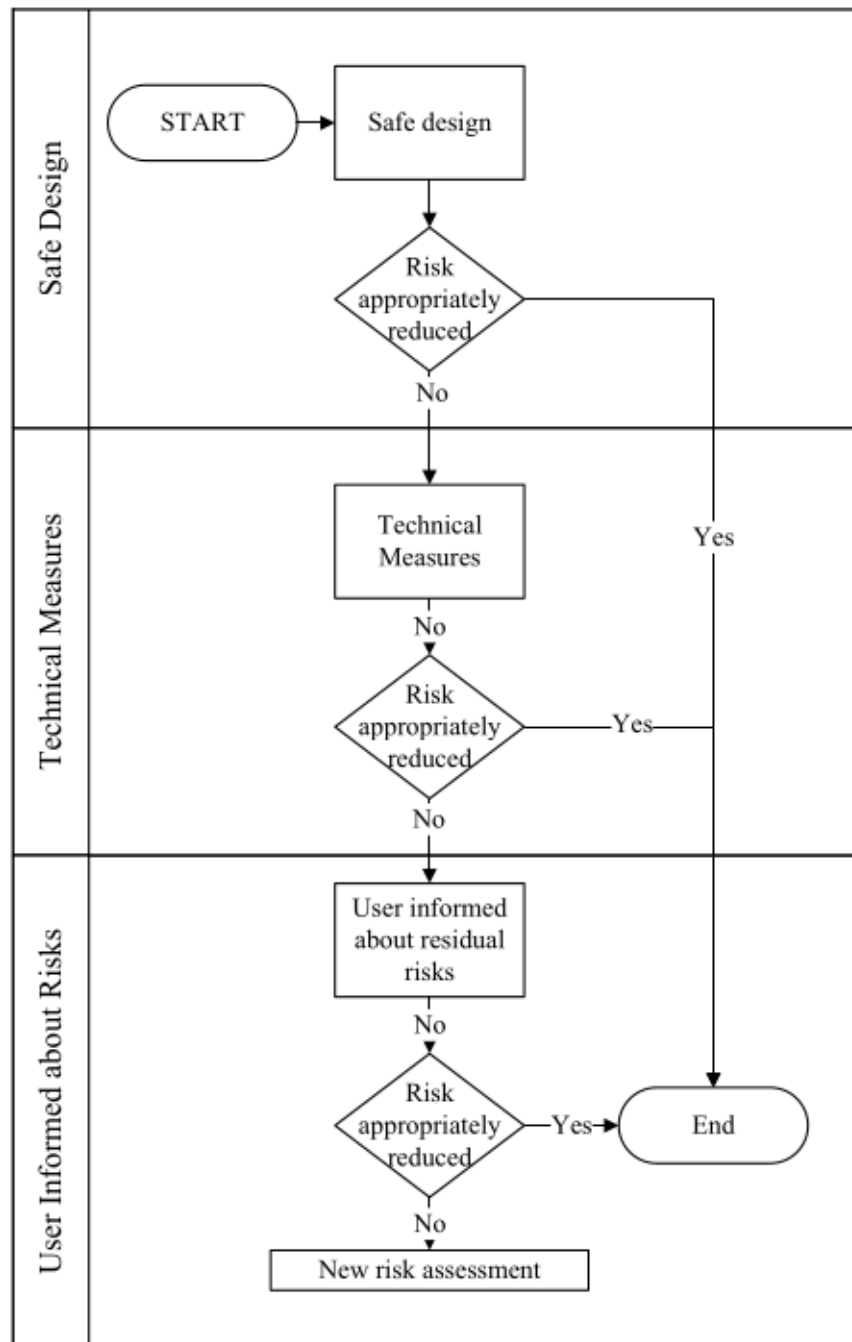 Safe Design
START
Safe design
Risk
appropriately
reduced
No
Yes
Technical Measures
Technical
Measures
No
Risk
appropriately
reduced
Yes
No
User Informed about Risks
User informed
about residual
risks
No
Risk
appropriately
reduced
Yes
End
No
New risk assessment